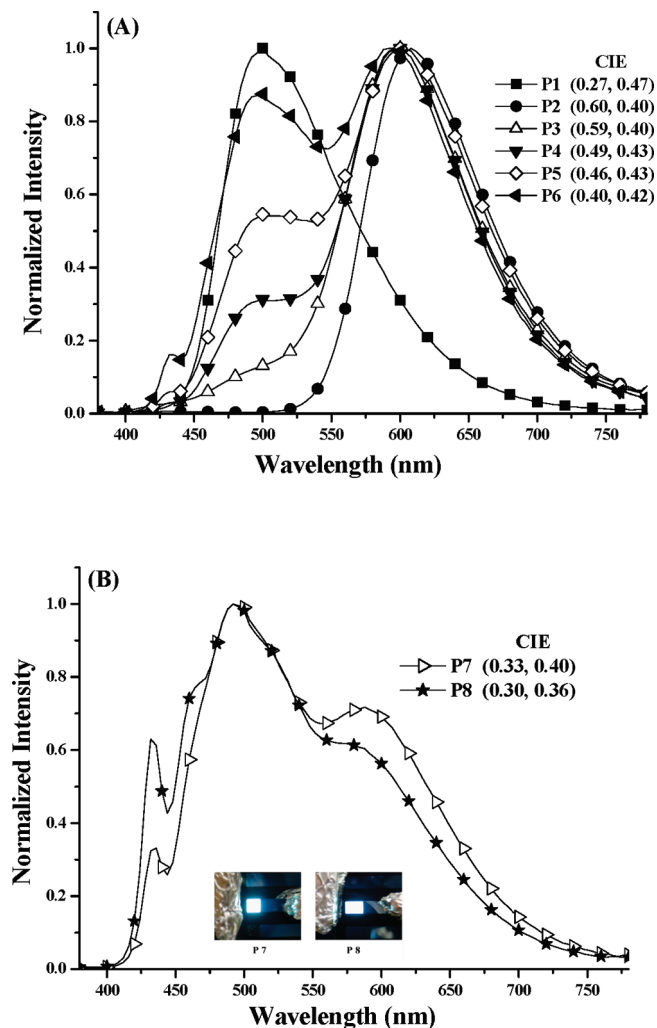 (A)
CIE
P1 (0.27, 0.47)
P2 (0.60, 0.40)
P3 (0.59, 0.40)
P4 (0.49, 0.43)
P5 (0.46, 0.43)
P6 (0.40, 0.42)
Normalized Intensity
1.0
0.8
0.6
0.4
0.2
0.0
400 450 500 550 600 650 700 750
Wavelength (nm)
(B)
CIE
P7 (0.33, 0.40)
P8 (0.30, 0.36)
Normalized Intensity
1.0
0.8
0.6
0.4
0.2
0.0
P 7 P 8
400 450 500 550 600 650 700 750
Wavelength (nm)